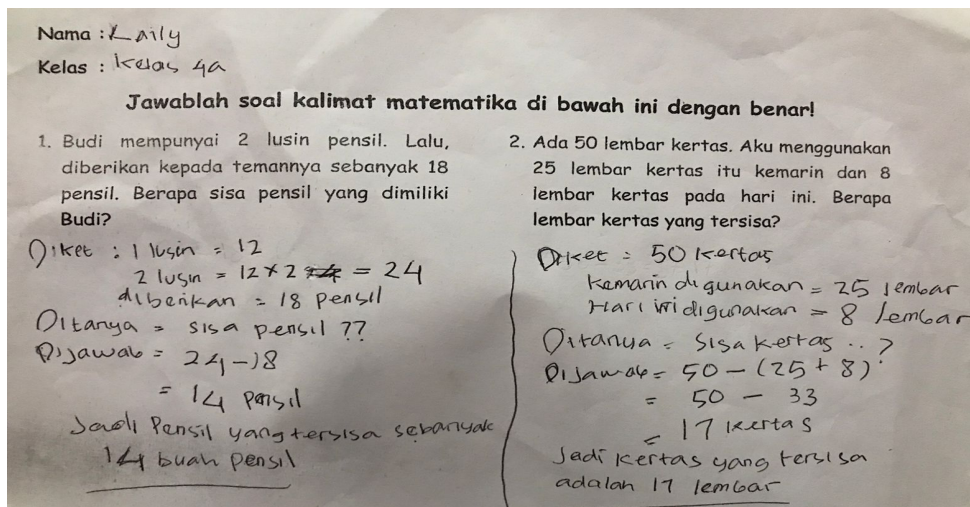 Nama : Laily
Kelas : kelas 4a
Jawablah soal kalimat matematika di bawah ini dengan benar!
1. Budi mempunyai 2 lusin pensil. Lalu,
diberikan kepada temannya sebanyak 18
pensil. Berapa sisa pensil yang dimiliki
Budi?
Diket : 1 lusin = 12
2 lusin = 12 x 2 = 24
diberikan = 18 pensil
Ditanya = sisa pensil ??
Dijawab = 24-18
= 14 pensil
Jadi Pensil yang tersisa sebanyak
14 buah pensil
2. Ada 50 lembar kertas. Aku menggunakan
25 lembar kertas itu kemarin dan 8
lembar kertas pada hari ini. Berapa
lembar kertas yang tersisa?
Diket = 50 kertas
Kemarin digunakan = 25 lembar
Hari ini digunakan = 8 lembar
Ditanya = Sisa kertas ..?
Dijawab = 50 - (25 + 8)
= 50 - 33
= 17 kertas
Jadi kertas yang tersisa
adalah 17 lembar